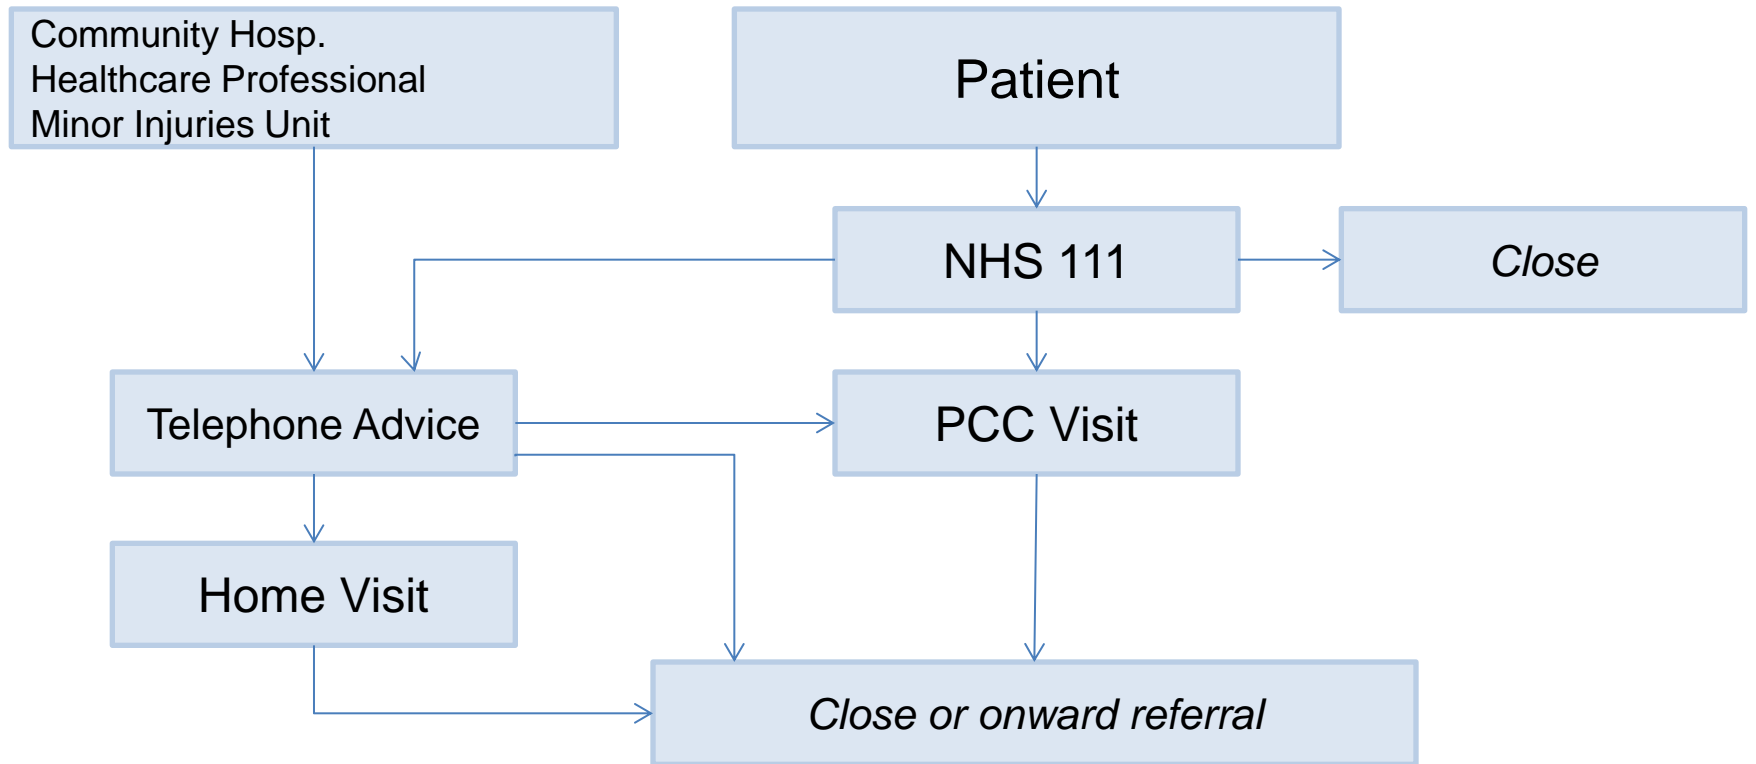 Community Hosp.
Healthcare Professional
Minor Injuries Unit
Patient
NHS 111
Close
Telephone Advice
PCC Visit
Home Visit
Close or onward referral